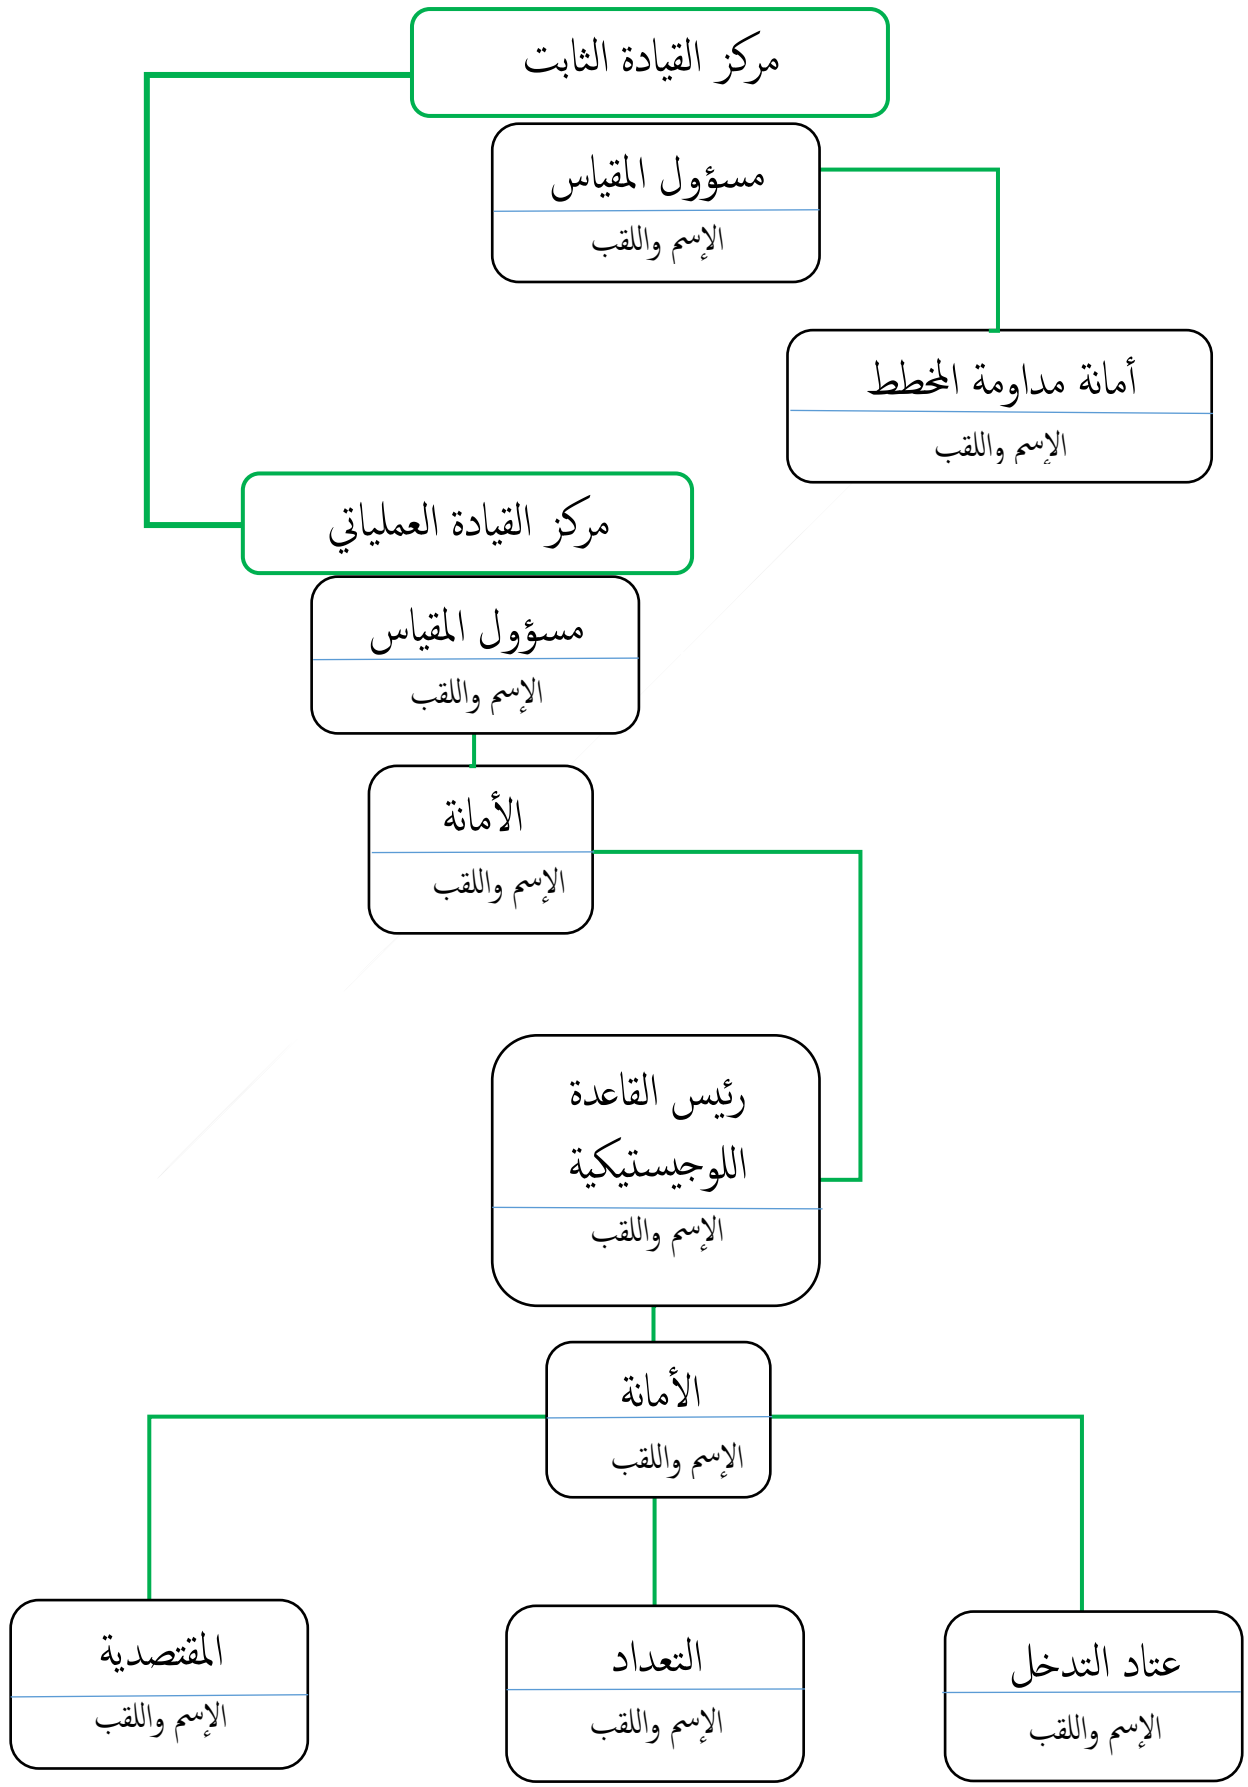 مركز القيادة الثابت
مسؤول المقياس
الإسم واللقب
أمانة مداومة المخطط
الإسم واللقب
مركز القيادة العملياتي
مسؤول المقياس
الإسم واللقب
الأمانة
الإسم واللقب
رئيس القاعدة
اللوجيستيكية
الإسم واللقب
الأمانة
الإسم واللقب
عتاد التدخل
الإسم واللقب
التعداد
الإسم واللقب
المقتصدية
الإسم واللقب